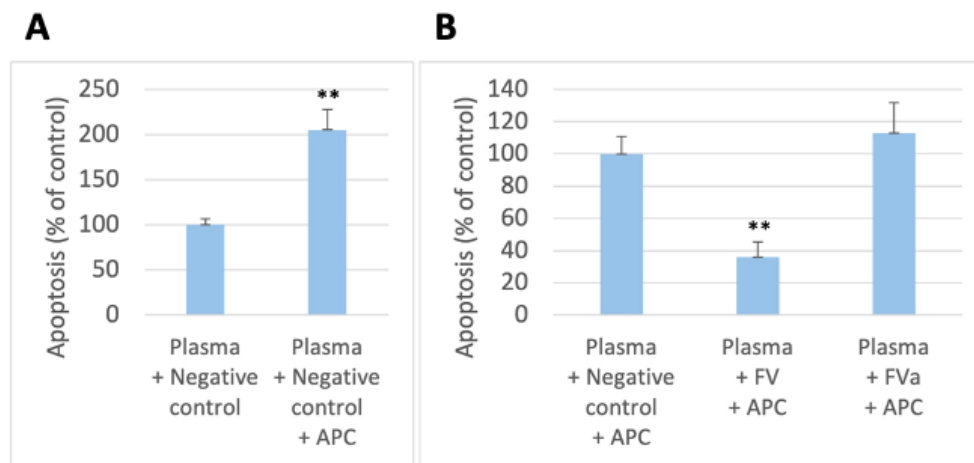 A
B
Apoptosis (% of control)
250
200
150
100
50
0
**
Plasma
+ Negative
control
Plasma
+ Negative
control
+ APC
Apoptosis (% of control)
140
120
100
80
60
40
20
0
**
Plasma
+ Negative
control
+ APC
Plasma
+ FV
+ APC
Plasma
+ FVa
+ APC